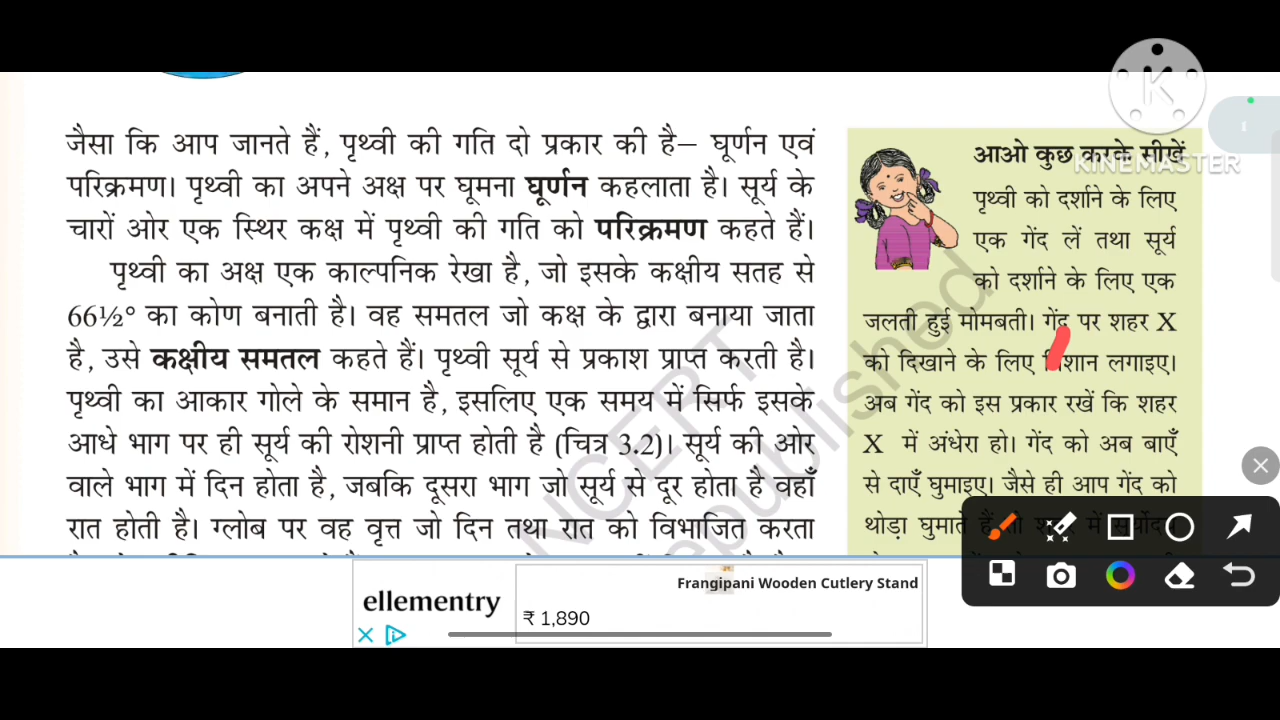 जैसा कि आप जानते हैं, पृथ्वी की गति दो प्रकार की है– घूर्णन एवं
परिक्रमण। पृथ्वी का अपने अक्ष पर घूमना घूर्णन कहलाता है। सूर्य के
चारों ओर एक स्थिर कक्ष में पृथ्वी की गति को परिक्रमण कहते हैं।
पृथ्वी का अक्ष एक काल्पनिक रेखा है, जो इसके कक्षीय सतह से
66½° का कोण बनाती है। वह समतल जो कक्ष के द्वारा बनाया जाता
है, उसे कक्षीय समतल कहते हैं। पृथ्वी सूर्य से प्रकाश प्राप्त करती है।
पृथ्वी का आकार गोले के समान है, इसलिए एक समय में सिर्फ इसके
आधे भाग पर ही सूर्य की रोशनी प्राप्त होती है (चित्र 3.2)। सूर्य की ओर
वाले भाग में दिन होता है, जबकि दूसरा भाग जो सूर्य से दूर होता है वहाँ
रात होती है। ग्लोब पर वह वृत्त जो दिन तथा रात को विभाजित करता
आओ कुछ करके सीखें
पृथ्वी को दर्शाने के लिए
एक गेंद लें तथा सूर्य
को दर्शाने के लिए एक
जलती हुई मोमबती। गेंद पर शहर X
को दिखाने के लिए लगाइए।
अब गेंद को इस प्रकार रखें कि शहर
X में अंधेरा हो। गेंद को अब बाएँ
से दाएँ घुमाइए। जैसे ही आप गेंद को
थोड़ा घुमाते
KINEMASTER
NCERT
republished
ellementry
Frangipani Wooden Cutlery Stand
₹ 1,890